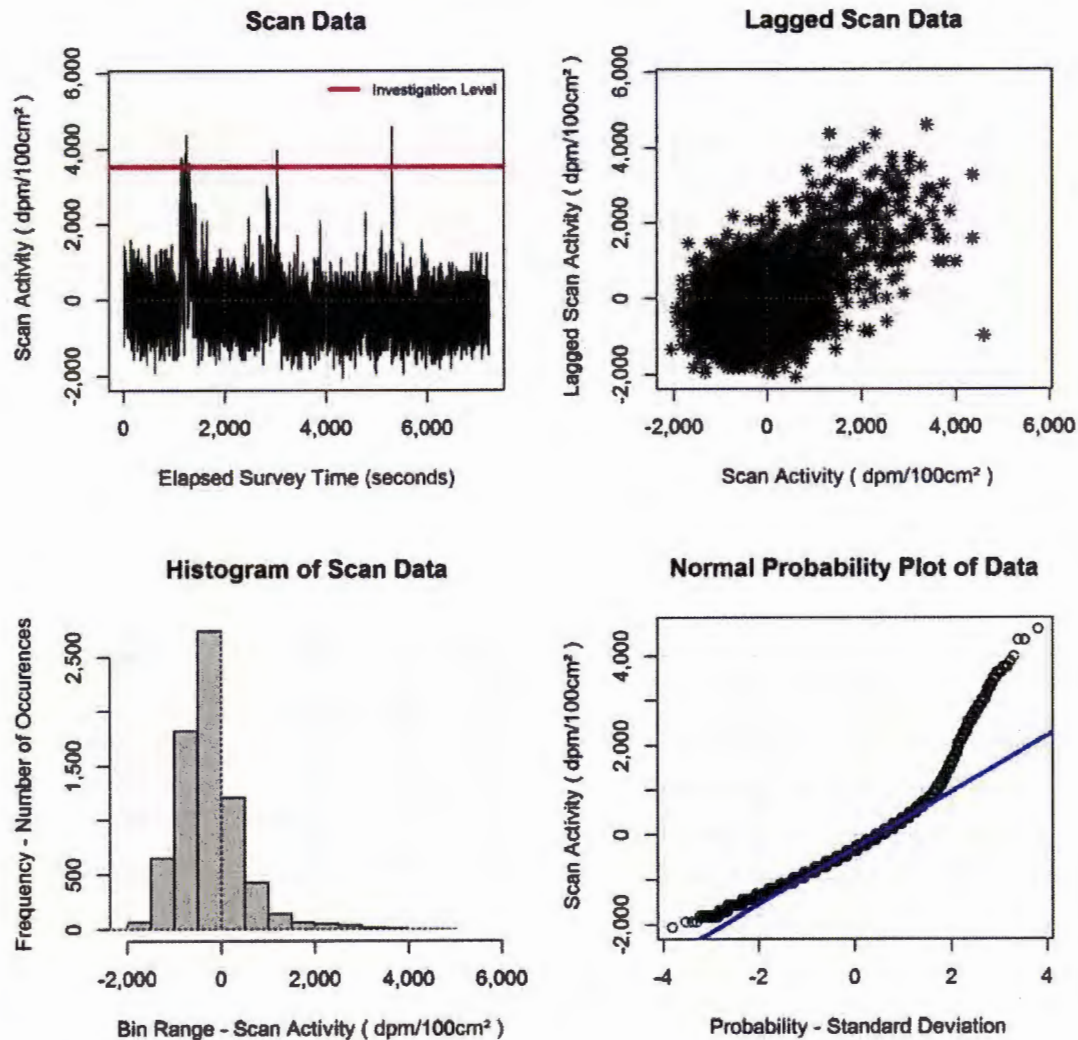 Scan Data
Scan Activity ( dpm/100cm² )
6,000
4,000
2,000
0
-2,000
Investigation Level
0
2,000
4,000
6,000
Elapsed Survey Time (seconds)
Lagged Scan Data
Lagged Scan Activity ( dpm/100cm² )
6,000
4,000
2,000
0
-2,000
-2,000
0
2,000
4,000
6,000
Scan Activity ( dpm/100cm² )
Histogram of Scan Data
Frequency - Number of Occurences
2,500
1,500
500
0
-2,000
0
2,000
4,000
6,000
Bin Range - Scan Activity ( dpm/100cm² )
Normal Probability Plot of Data
Scan Activity ( dpm/100cm² )
4,000
2,000
0
-2,000
-4
-2
0
2
4
Probability - Standard Deviation